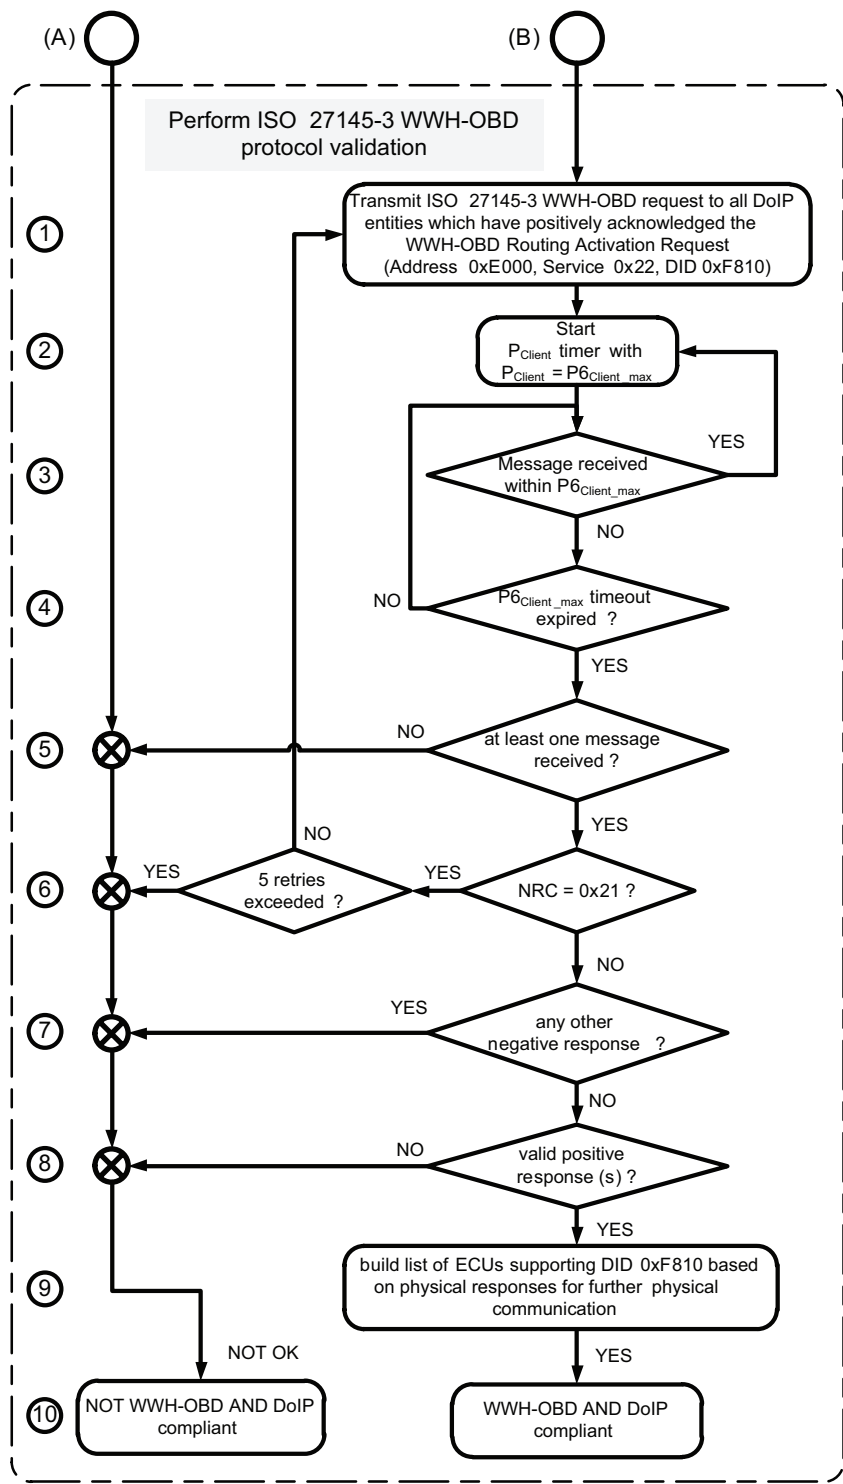 (A)
(B)
Perform ISO 27145-3 WWH-OBD
protocol validation
1
Transmit ISO 27145-3 WWH-OBD request to all DoIP
entities which have positively acknowledged the
WWH-OBD Routing Activation Request
(Address 0xE000, Service 0x22, DID 0xF810)
2
Start
PClient timer with
PClient = P6Client_max
YES
3
Message received
within P6Client_max
NO
4
NO
P6Client_max timeout
expired ?
YES
5
NO
at least one message
received ?
YES
NO
6
YES
5 retries
exceeded ?
YES
NRC = 0x21 ?
NO
7
YES
any other
negative response ?
NO
8
NO
valid positive
response (s) ?
YES
9
build list of ECUs supporting DID 0xF810 based
on physical responses for further physical
communication
NOT OK
YES
10
NOT WWH-OBD AND DoIP
compliant
WWH-OBD AND DoIP
compliant